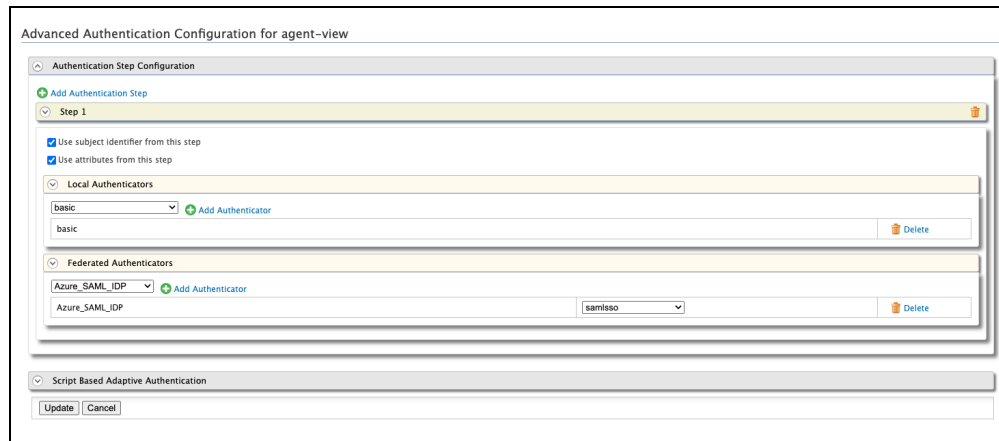 Advanced Authentication Configuration for agent-view
Authentication Step Configuration
Add Authentication Step
Step 1
Use subject identifier from this step
Use attributes from this step
Local Authenticators
basic Add Authenticator
basic Delete
Federated Authenticators
Azure_SAML_IDP Add Authenticator
Azure_SAML_IDP samlsso Delete
Script Based Adaptive Authentication
Update Cancel